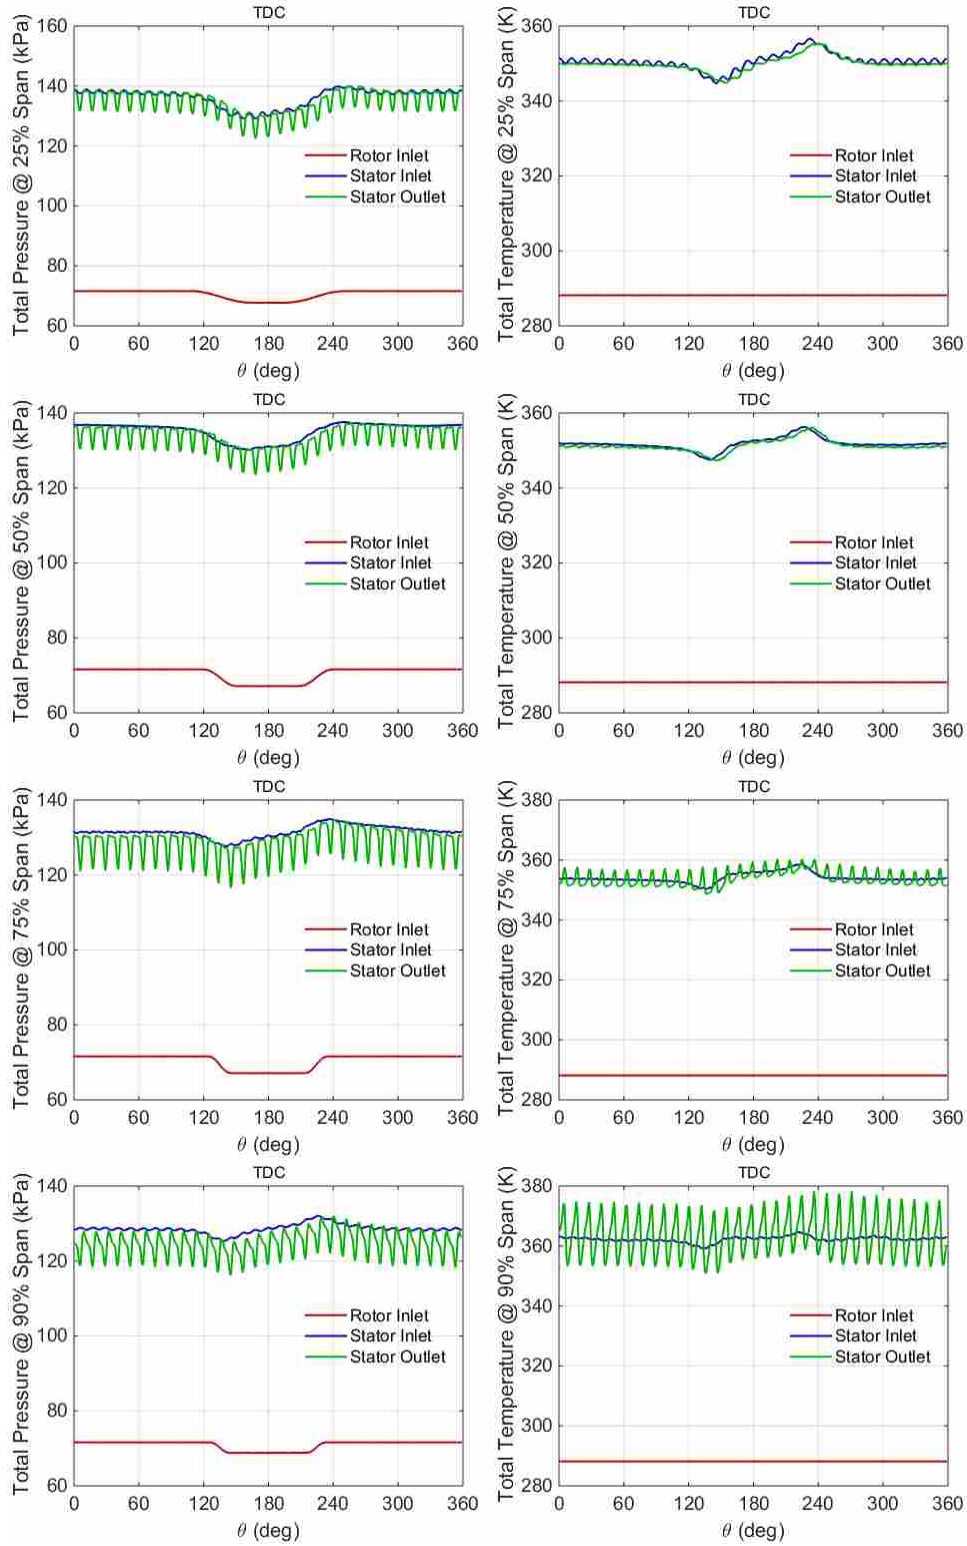 TDC
Total Pressure @ 25% Span (kPa)
160
140
120
100
80
60
Rotor Inlet
Stator Inlet
Stator Outlet
0 60 120 180 240 300 360
θ (deg)
TDC
Total Temperature @ 25% Span (K)
360
340
320
300
280
Rotor Inlet
Stator Inlet
Stator Outlet
0 60 120 180 240 300 360
θ (deg)
TDC
Total Pressure @ 50% Span (kPa)
140
120
100
80
60
Rotor Inlet
Stator Inlet
Stator Outlet
0 60 120 180 240 300 360
θ (deg)
TDC
Total Temperature @ 50% Span (K)
360
340
320
300
280
Rotor Inlet
Stator Inlet
Stator Outlet
0 60 120 180 240 300 360
θ (deg)
TDC
Total Pressure @ 75% Span (kPa)
140
120
100
80
60
Rotor Inlet
Stator Inlet
Stator Outlet
0 60 120 180 240 300 360
θ (deg)
TDC
Total Temperature @ 75% Span (K)
380
360
340
320
300
280
Rotor Inlet
Stator Inlet
Stator Outlet
0 60 120 180 240 300 360
θ (deg)
TDC
Total Pressure @ 90% Span (kPa)
140
120
100
80
60
Rotor Inlet
Stator Inlet
Stator Outlet
0 60 120 180 240 300 360
θ (deg)
TDC
Total Temperature @ 90% Span (K)
380
360
340
320
300
280
Rotor Inlet
Stator Inlet
Stator Outlet
0 60 120 180 240 300 360
θ (deg)